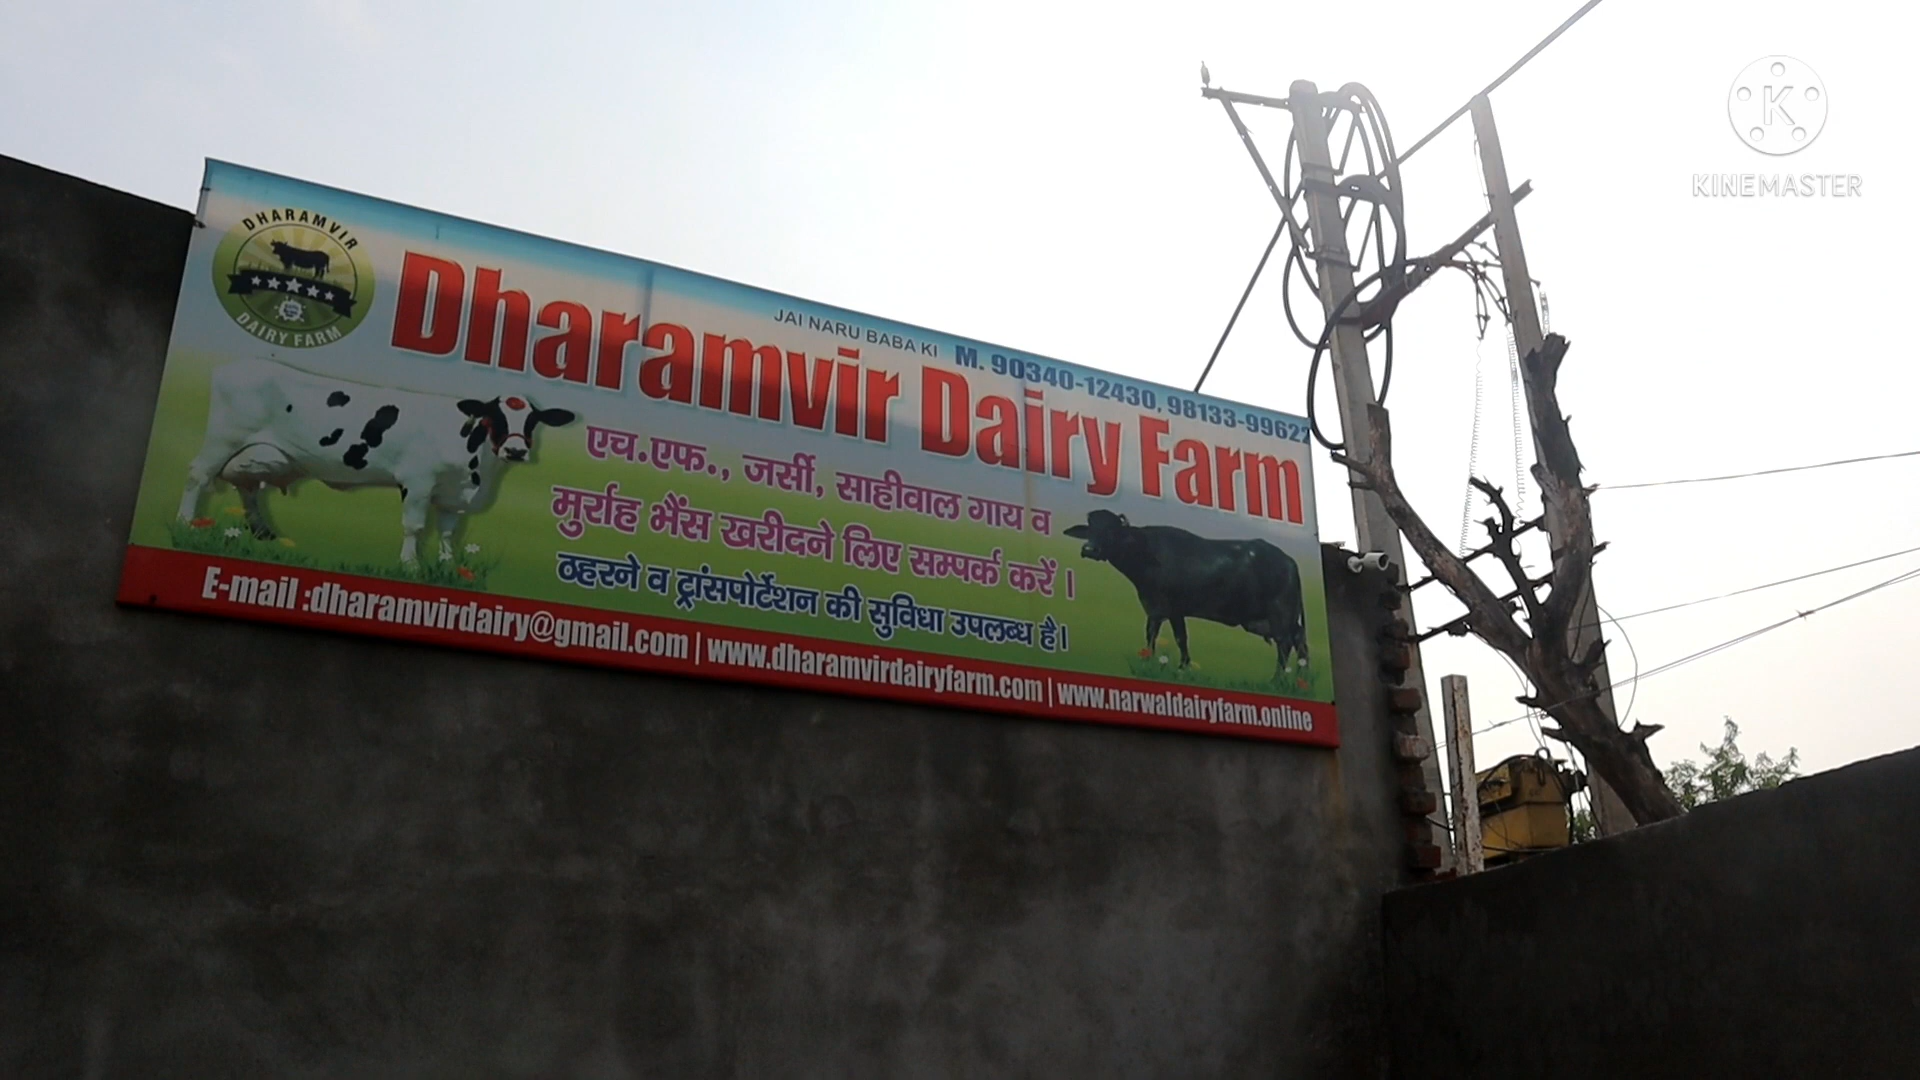 KINEMASTER
DHARAMVIR
DAIRY FARM
JAI NARU BABA KI
M. 90340-12430, 98133-99622
Dharamvir Dairy Farm
एच.एफ., जर्सी, साहीवाल गाय व
मुर्राह भैंस खरीदने लिए सम्पर्क करें ।
ठहरने व ट्रांसपोर्टेशन की सुविधा उपलब्ध है।
E-mail :dharamvirdairy@gmail.com | www.dharamvirdairyfarm.com | www.narwaldairyfarm.online